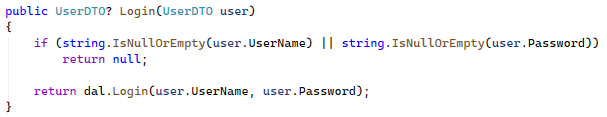 public UserDTO? Login(UserDTO user)
{
    if (string.IsNullOrEmpty(user.UserName) || string.IsNullOrEmpty(user.Password))
        return null;

    return dal.Login(user.UserName, user.Password);
}